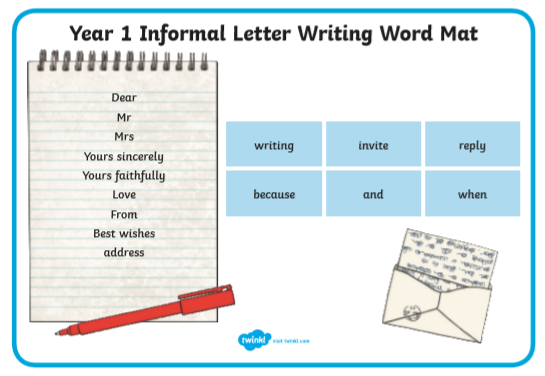 Year 1 Informal Letter Writing Word Mat
Dear
Mr
Mrs
Yours sincerely
Yours faithfully
Love
From
Best wishes
address
writing invite reply
because and when
twinkl visit twinkl.com